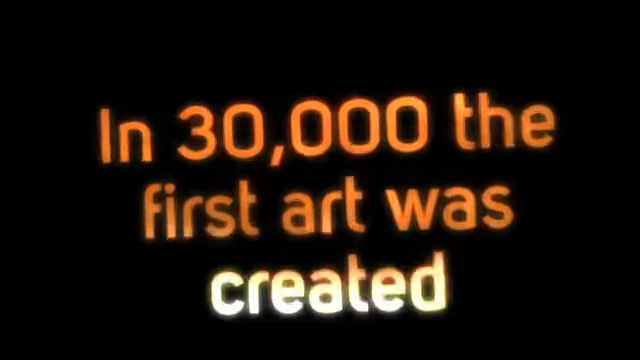 In 30,000 the
first art was
created